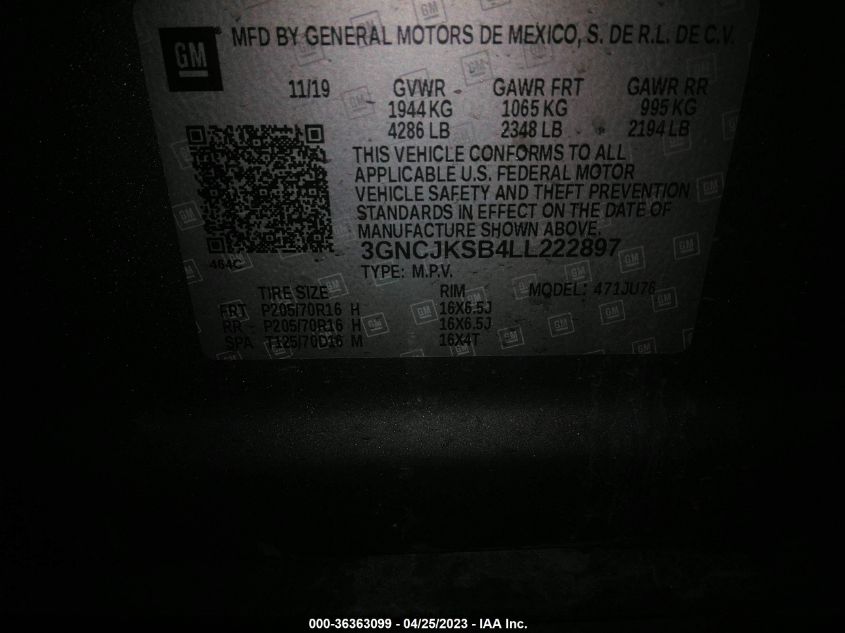 GM
MFD BY GENERAL MOTORS DE MEXICO, S. DE R.L. DE C.V.
11/19 GVWR GAWR FRT GAWR RR
1944 KG 1065 KG 995 KG
4286 LB 2348 LB 2194 LB
THIS VEHICLE CONFORMS TO ALL
APPLICABLE U.S. FEDERAL MOTOR
VEHICLE SAFETY AND THEFT PREVENTION
STANDARDS IN EFFECT ON THE DATE OF
MANUFACTURE SHOWN ABOVE.
3GNCJKSB4LL222897
464C
TYPE: M.P.V.
TIRE SIZE RIM MODEL: 471JU76
FRT P205/70R16 H 16X6.5J
RR P205/70R16 H 16X6.5J
SPA T125/70D16 M 16X4T
000-36363099 - 04/25/2023 - IAA Inc.